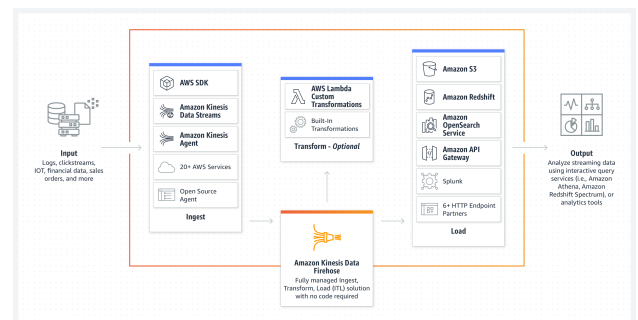 Input
Logs, clickstreams,
IOT, financial data, sales
orders, and more
AWS SDK
Amazon Kinesis
Data Streams
Amazon Kinesis
Agent
20+ AWS Services
Open Source
Agent
Ingest
AWS Lambda
Custom
Transformations
Built-In
Transformations
Transform - Optional
Amazon Kinesis Data
Firehose
Fully managed Ingest,
Transform, Load (ITL) solution
with no code required
Amazon S3
Amazon Redshift
Amazon
OpenSearch
Service
Amazon API
Gateway
Splunk
6+ HTTP Endpoint
Partners
Load
Output
Analyze streaming data
using interactive query
services (i.e., Amazon
Athena, Amazon
Redshift Spectrum), or
analytics tools